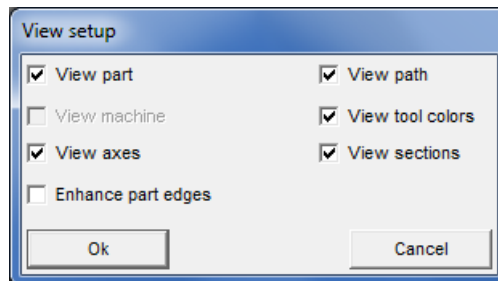 View setup
View part
View path
View machine
View tool colors
View axes
View sections
Enhance part edges
Ok
Cancel